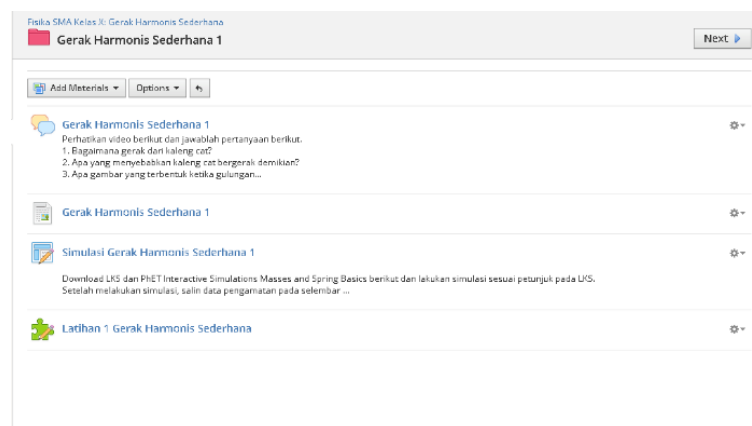 Fisika SMA Kelas XI: Gerak Harmonis Sederhana
Gerak Harmonis Sederhana 1
Next
Add Materials
Options
Gerak Harmonis Sederhana 1
Perhatikan video berikut dan jawablah pertanyaan berikut.
1. Bagaimana gerak dari kaleng cat?
2. Apa yang menyebabkan kaleng cat bergerak demikian?
3. Apa gambar yang terbentuk ketika gulungan...
Gerak Harmonis Sederhana 1
Simulasi Gerak Harmonis Sederhana 1
Download LKS dan PhET Interactive Simulations Masses and Spring Basics berikut dan lakukan simulasi sesuai petunjuk pada LKS.
Setelah melakukan simulasi, salin data pengamatan pada selembar ...
Latihan 1 Gerak Harmonis Sederhana